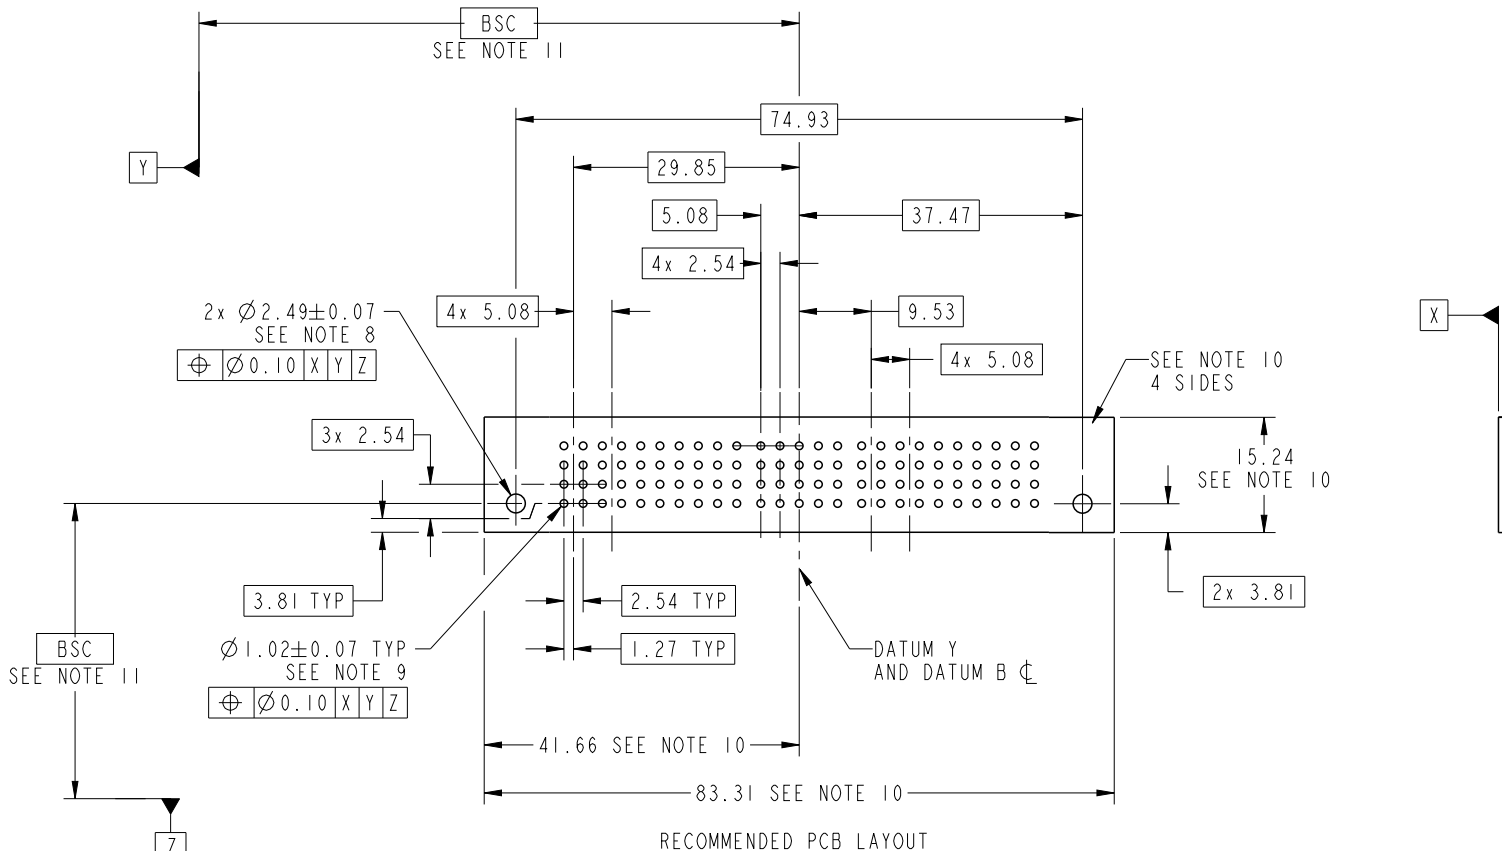 BSC
SEE NOTE 11
74.93
Y
29.85
5.08
37.47
4x 2.54
2x Ø2.49±0.07
SEE NOTE 8
⌖ Ø0.10 X Y Z
4x 5.08
9.53
X
4x 5.08
SEE NOTE 10
4 SIDES
3x 2.54
15.24
SEE NOTE 10
3.81 TYP
2.54 TYP
2x 3.81
BSC
SEE NOTE 11
Ø1.02±0.07 TYP
SEE NOTE 9
⌖ Ø0.10 X Y Z
1.27 TYP
DATUM Y
AND DATUM B ℄
41.66 SEE NOTE 10
83.31 SEE NOTE 10
Z
RECOMMENDED PCB LAYOUT